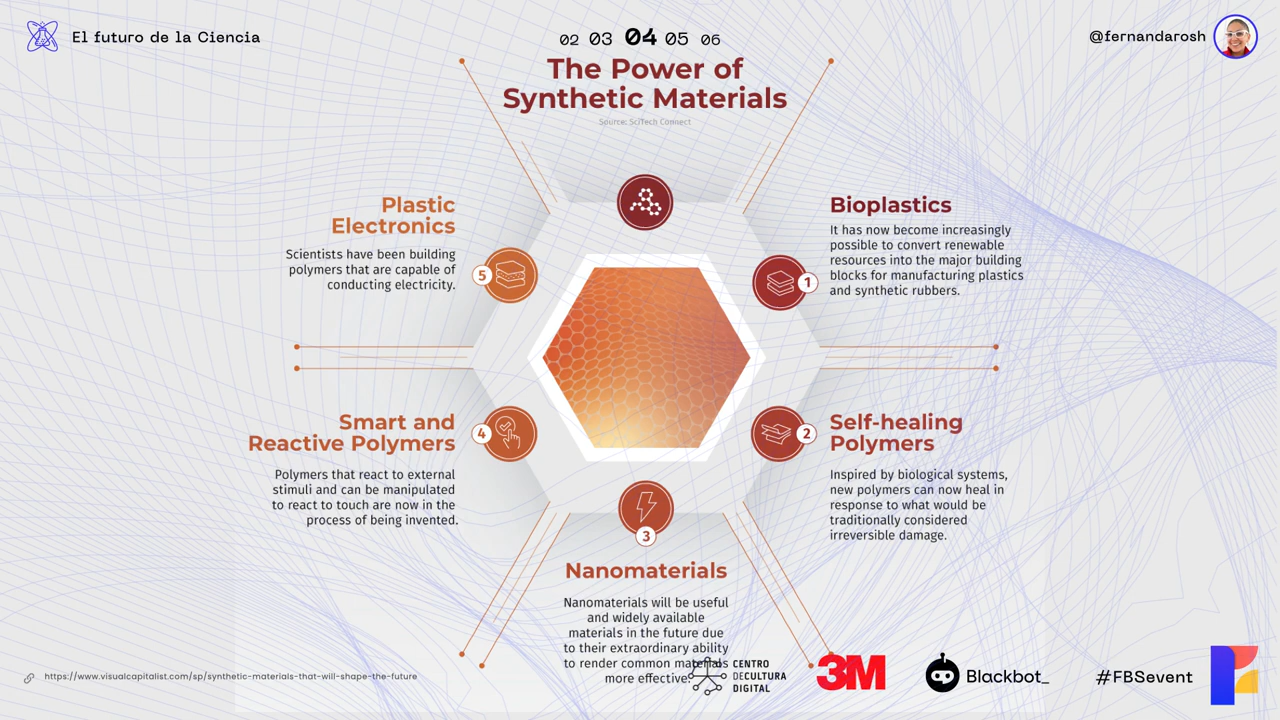 El futuro de la Ciencia
02 03 04 05 06
@fernandarosh
The Power of
Synthetic Materials
Source: SciTech Connect
Plastic
Electronics
Scientists have been building
polymers that are capable of
conducting electricity.
5
Bioplastics
It has now become increasingly
possible to convert renewable
resources into the major building
blocks for manufacturing plastics
and synthetic rubbers.
1
Smart and
Reactive Polymers
Polymers that react to external
stimuli and can be manipulated
to react to touch are now in the
process of being invented.
4
Self-healing
Polymers
Inspired by biological systems,
new polymers can now heal in
response to what would be
traditionally considered
irreversible damage.
2
3
Nanomaterials
Nanomaterials will be useful
and widely available
materials in the future due
to their extraordinary ability
to render common materials
more effective.
https://www.visualcapitalist.com/sp/synthetic-materials-that-will-shape-the-future
CENTRO
DECULTURA
DIGITAL
3M
Blackbot_
#FBSevent